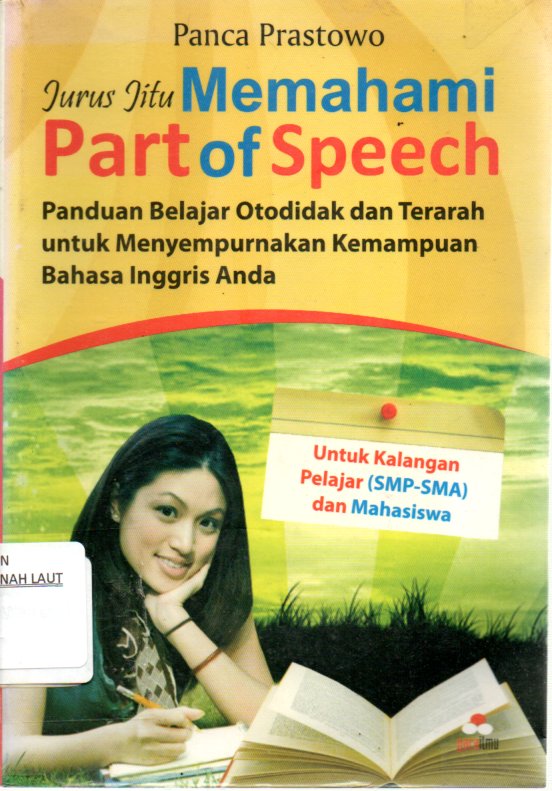 Panca Prastowo
Jurus Jitu Memahami
Part of Speech
Panduan Belajar Otodidak dan Terarah
untuk Menyempurnakan Kemampuan
Bahasa Inggris Anda
Untuk Kalangan
Pelajar (SMP-SMA)
dan Mahasiswa
N
NAH LAUT